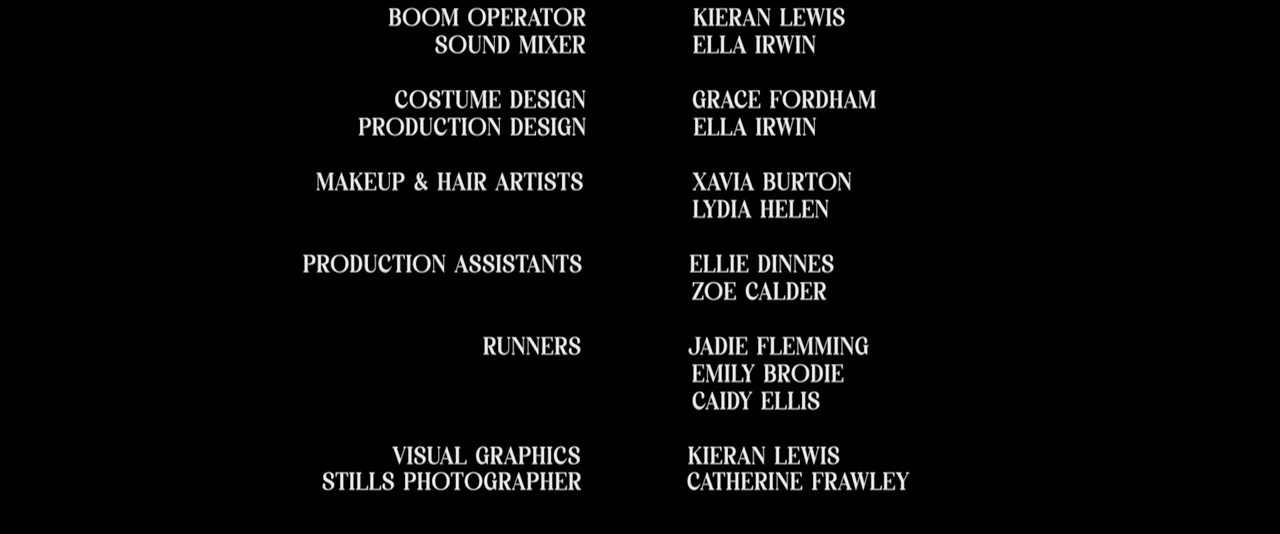 BOOM OPERATOR KIERAN LEWIS
SOUND MIXER ELLA IRWIN
COSTUME DESIGN GRACE FORDHAM
PRODUCTION DESIGN ELLA IRWIN
MAKEUP & HAIR ARTISTS XAVIA BURTON
LYDIA HELEN
PRODUCTION ASSISTANTS ELLIE DINNES
ZOE CALDER
RUNNERS JADIE FLEMMING
EMILY BRODIE
CAIDY ELLIS
VISUAL GRAPHICS KIERAN LEWIS
STILLS PHOTOGRAPHER CATHERINE FRAWLEY